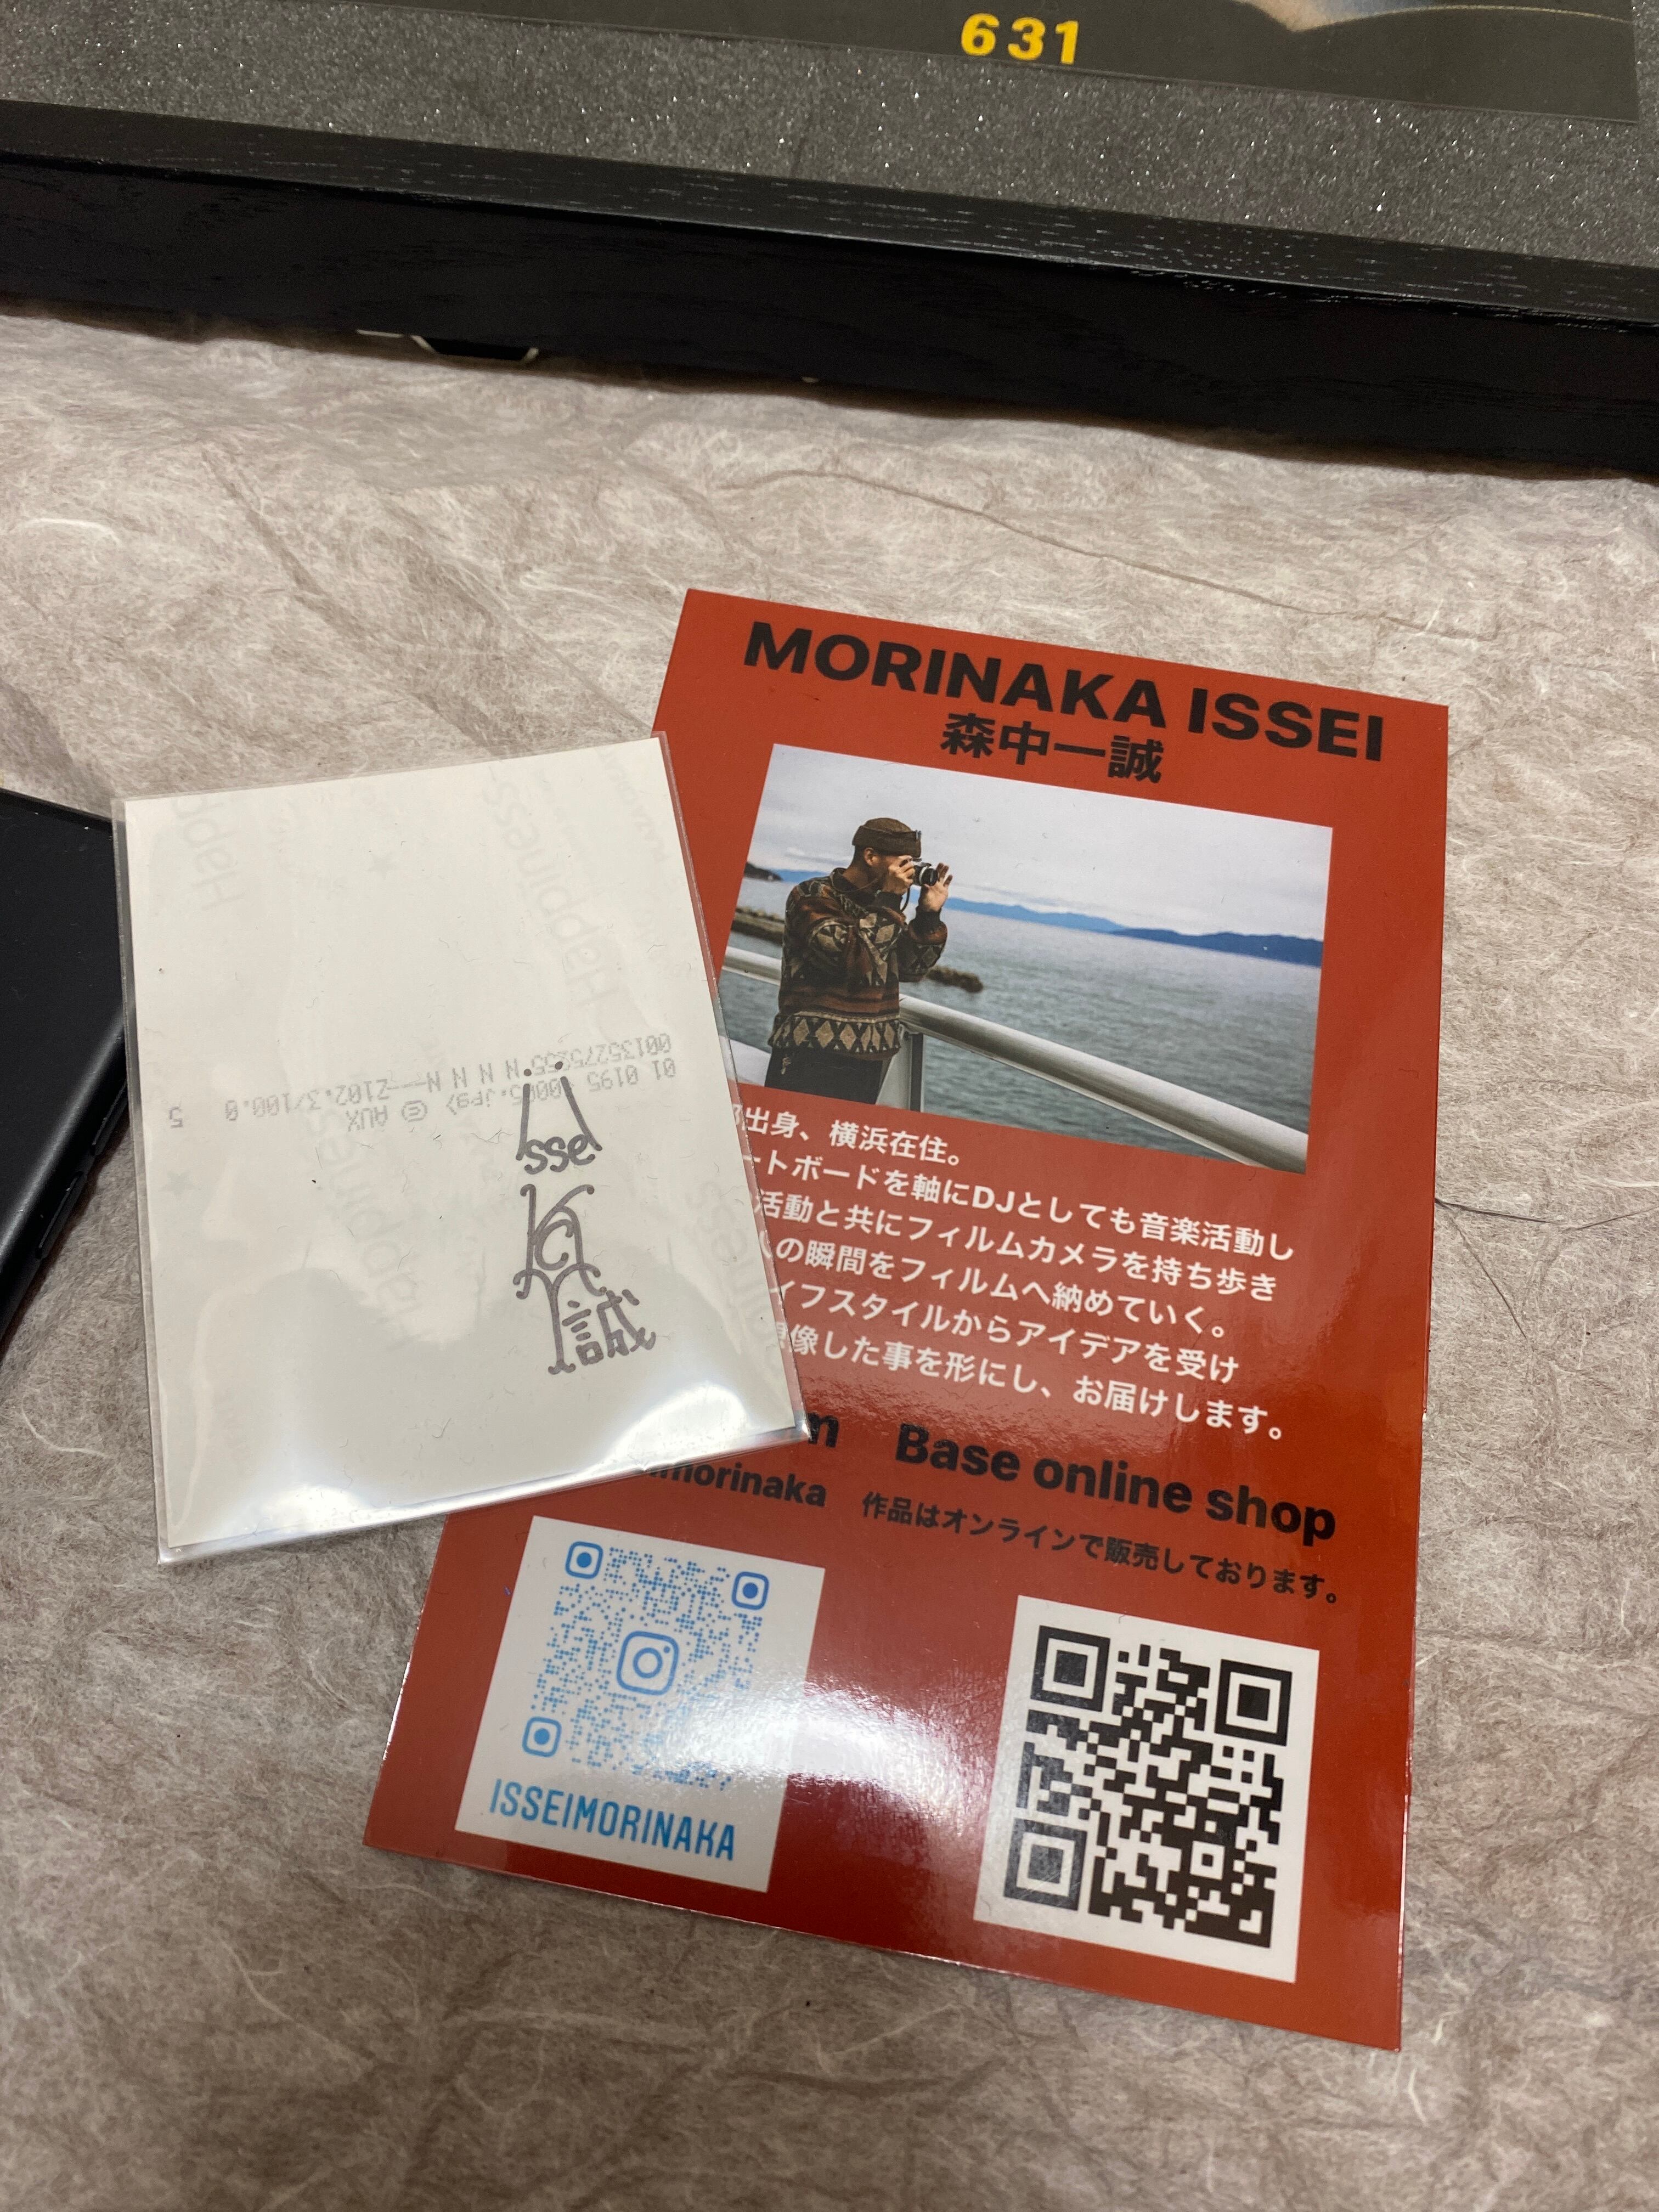 631
MORINAKA ISSEI
森中一誠
出身、横浜在住。
ートボードを軸にDJとしても音楽活動し
活動と共にフィルムカメラを持ち歩き
の瞬間をフィルムへ納めていく。
イフスタイルからアイデアを受け
想像した事を形にし、お届けします。
Base online shop
morinaka
作品はオンラインで販売しております。
ISSEIMORINAKA
Happiness
Happiness
issei
誠